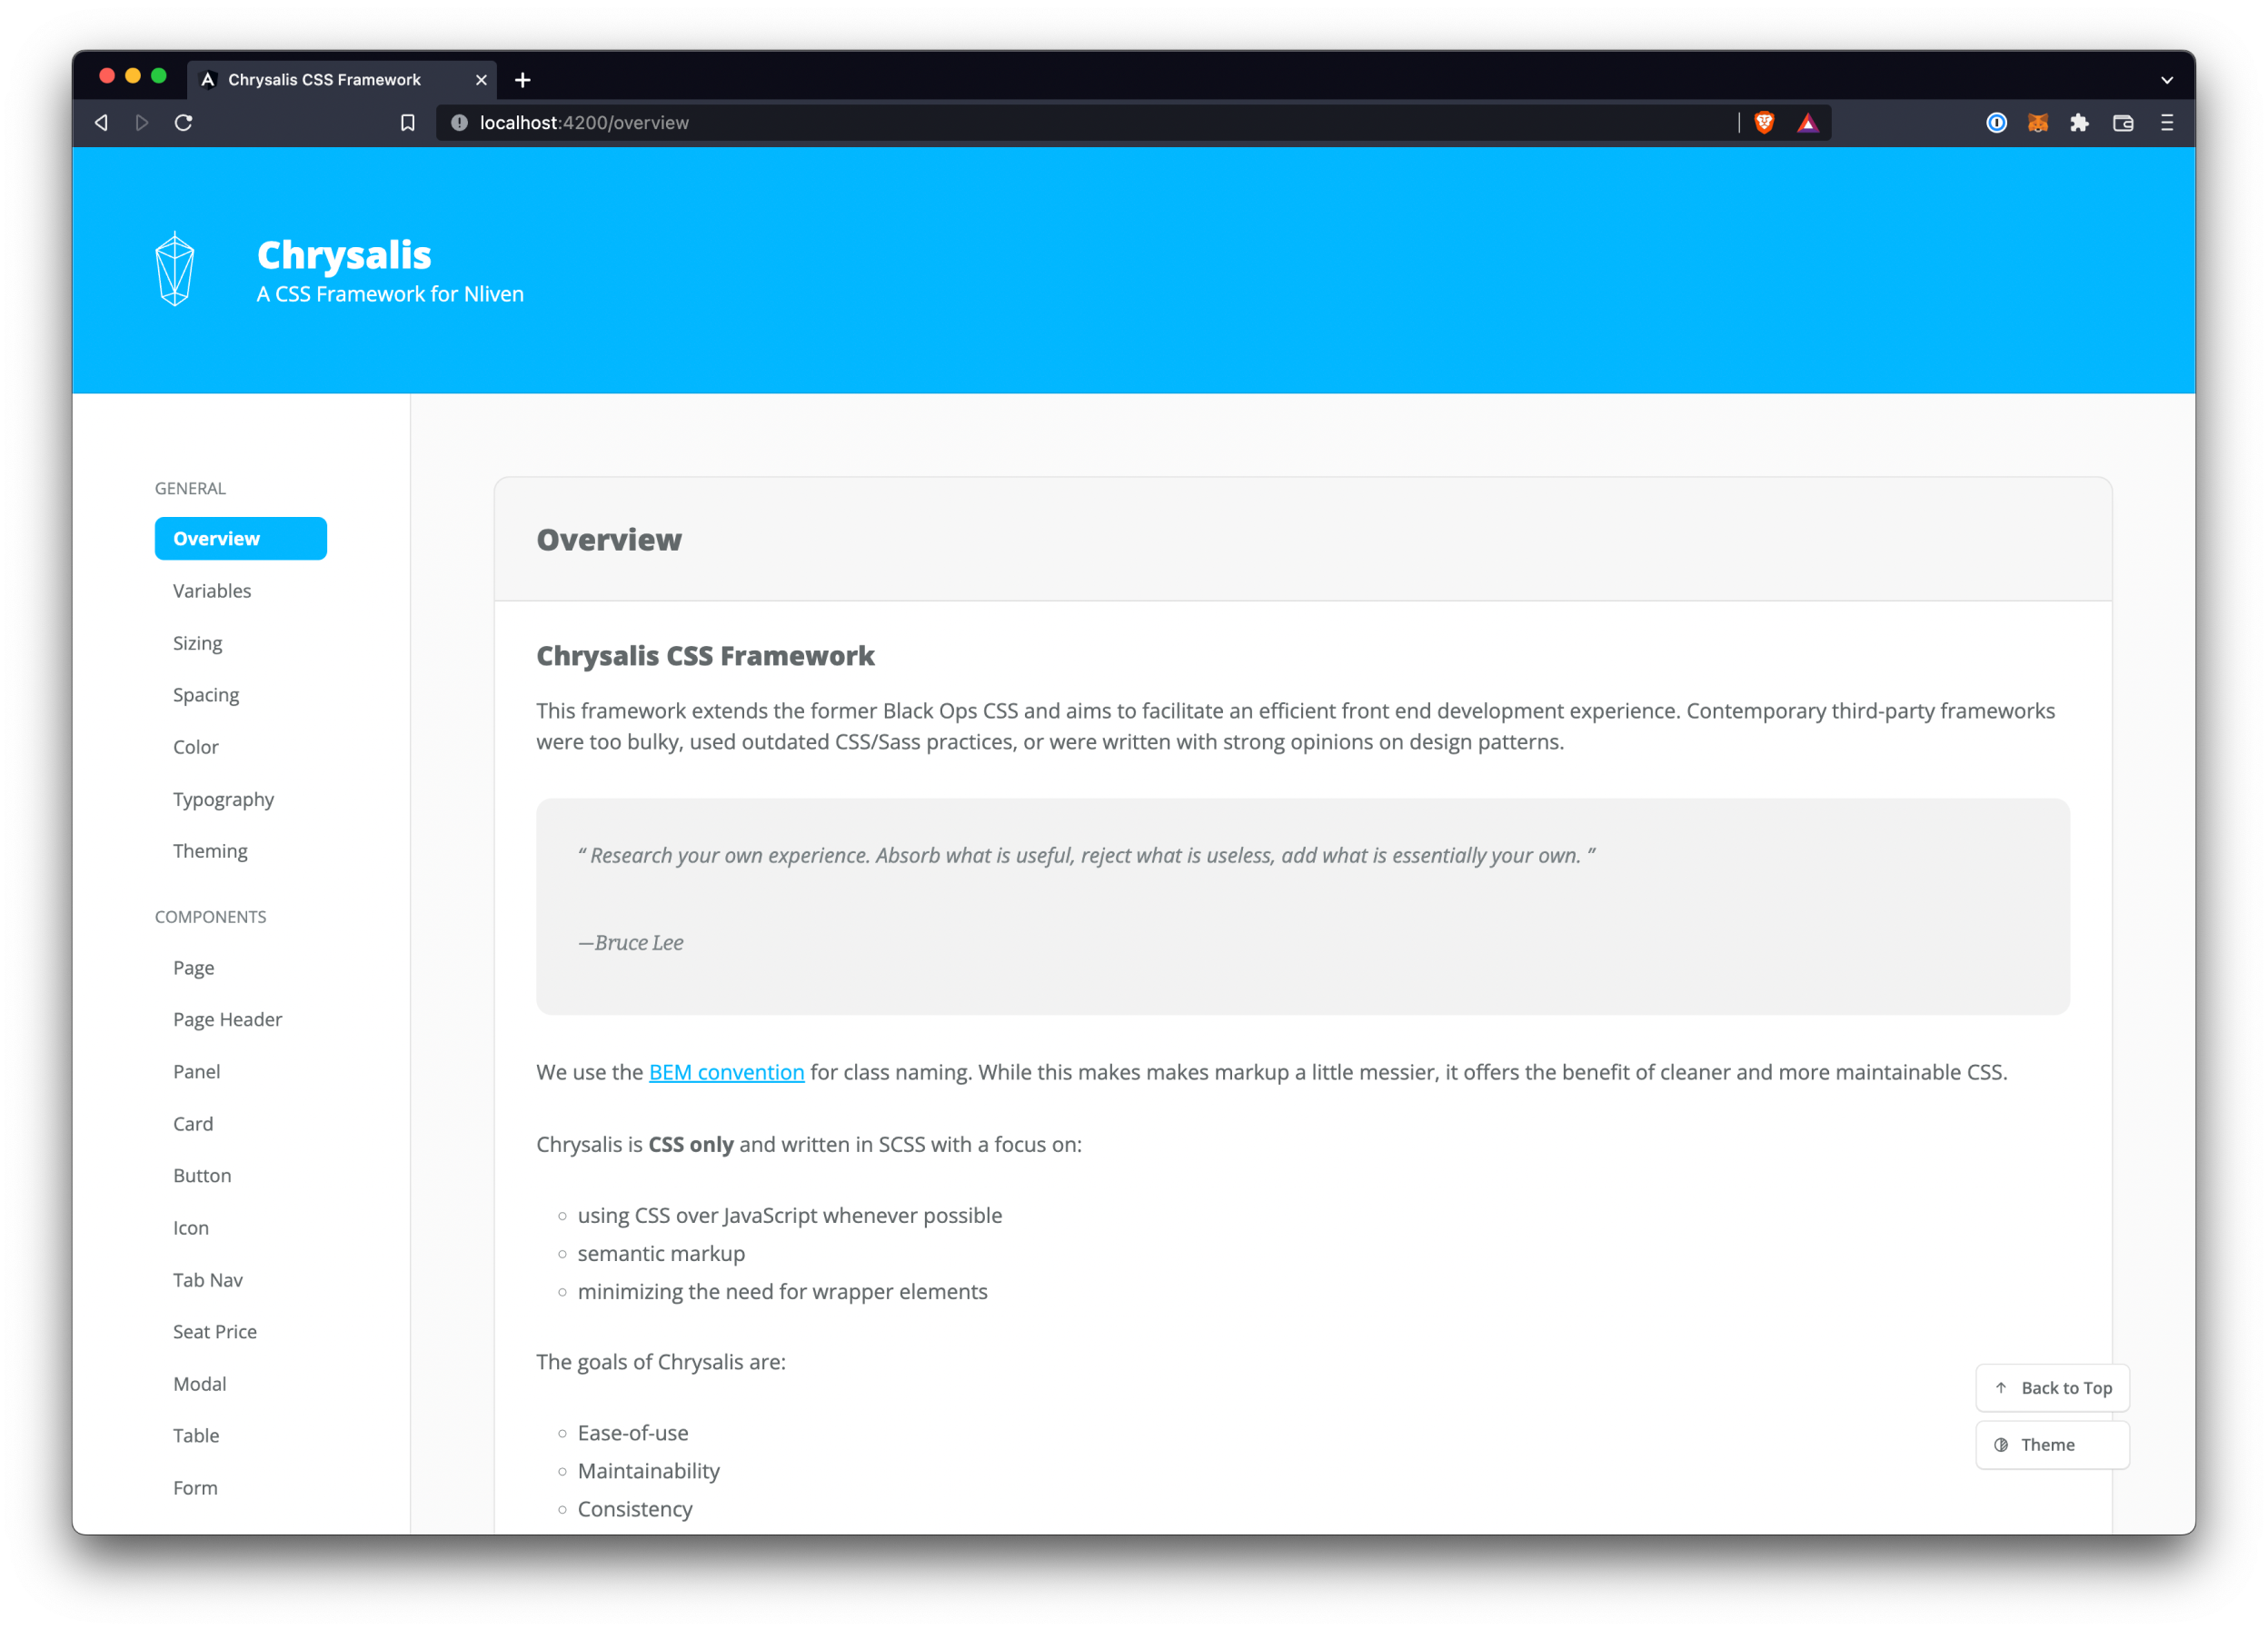 Chrysalis CSS Framework
localhost:4200/overview
Chrysalis
A CSS Framework for Nliven
GENERAL
Overview
Variables
Sizing
Spacing
Color
Typography
Theming
COMPONENTS
Page
Page Header
Panel
Card
Button
Icon
Tab Nav
Seat Price
Modal
Table
Form
Overview
Chrysalis CSS Framework
This framework extends the former Black Ops CSS and aims to facilitate an efficient front end development experience. Contemporary third-party frameworks
were too bulky, used outdated CSS/Sass practices, or were written with strong opinions on design patterns.
“ Research your own experience. Absorb what is useful, reject what is useless, add what is essentially your own. ”
—Bruce Lee
We use the BEM convention for class naming. While this makes makes markup a little messier, it offers the benefit of cleaner and more maintainable CSS.
Chrysalis is CSS only and written in SCSS with a focus on:
using CSS over JavaScript whenever possible
semantic markup
minimizing the need for wrapper elements
The goals of Chrysalis are:
Ease-of-use
Maintainability
Consistency
Back to Top
Theme